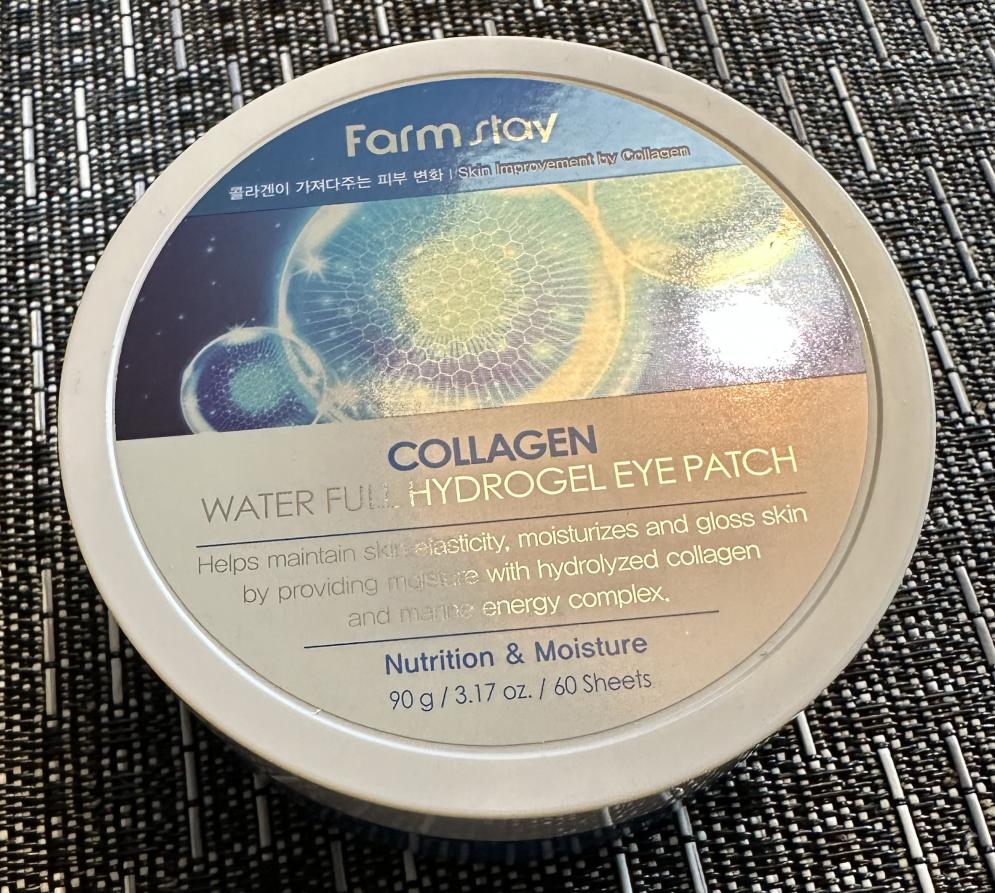 Farm stay
콜라겐이 가져다주는 피부 변화 | Skin Improvement by Collagen
COLLAGEN
WATER FULL HYDROGEL EYE PATCH
Helps maintain skin elasticity, moisturizes and gloss skin
by providing moisture with hydrolyzed collagen
and marine energy complex.
Nutrition & Moisture
90 g / 3.17 oz. / 60 Sheets